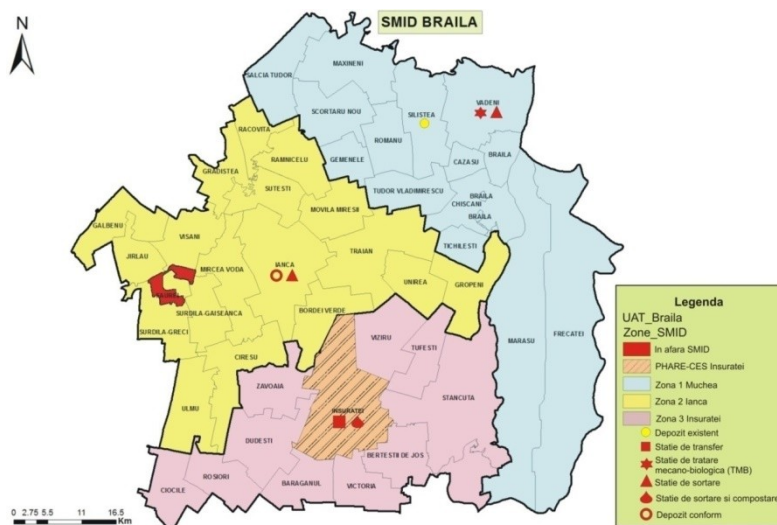 SMID BRAILA
N
MAXINENI
SALCIA TUDOR
SCORTARU NOU
SILISTEA
VADENI
RACOVITA
ROMANU
RAMNICELU
GEMENELE
CAZASU
BRAILA
GRADISTEA
SUTESTI
TUDOR VLADIMIRESCU
BRAILA
CHISCANI
BRAILA
MOVILA MIRESII
GALBENU
VISANI
TICHILESTI
TRAIAN
JIRLAU
IANCA
MIRCEA VODA
UNIREA
GROPENI
SURDILA-GAISEANCA
BORDEI VERDE
SURDILA-GRECI
VIZIRU
MARASU
FRECATEI
TUFESTI
CIRESU
ZAVOAIA
STANCUTA
ULMU
INSURATEI
DUDESTI
BERTESTII DE JOS
CIOCILE
ROSIORI
BARAGANUL
VICTORIA
0 2.75 5.5 11 16.5
Km
Legenda
UAT_Braila
Zone_SMID
In afara SMID
PHARE-CES Insuratei
Zona 1 Muchea
Zona 2 Ianca
Zona 3 Insuratei
Depozit existent
Statie de transfer
Statie de tratare
mecano-biologica (TMB)
Statie de sortare
Statie de sortare si compostare
Depozit conform